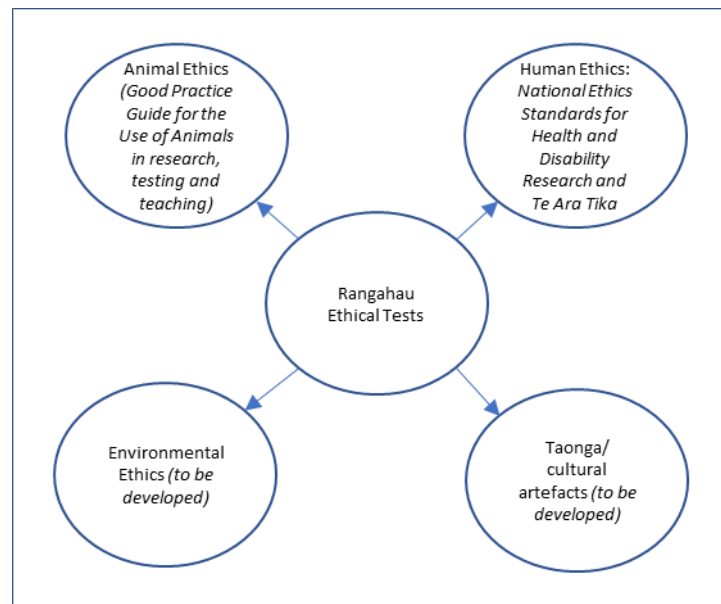 Animal Ethics
(Good Practice
Guide for the
Use of Animals
in research,
testing and
teaching)
Human Ethics:
National Ethics
Standards for
Health and
Disability
Research and
Te Ara Tika
Rangahau
Ethical Tests
Environmental
Ethics (to be
developed)
Taonga/
cultural
artefacts (to be
developed)